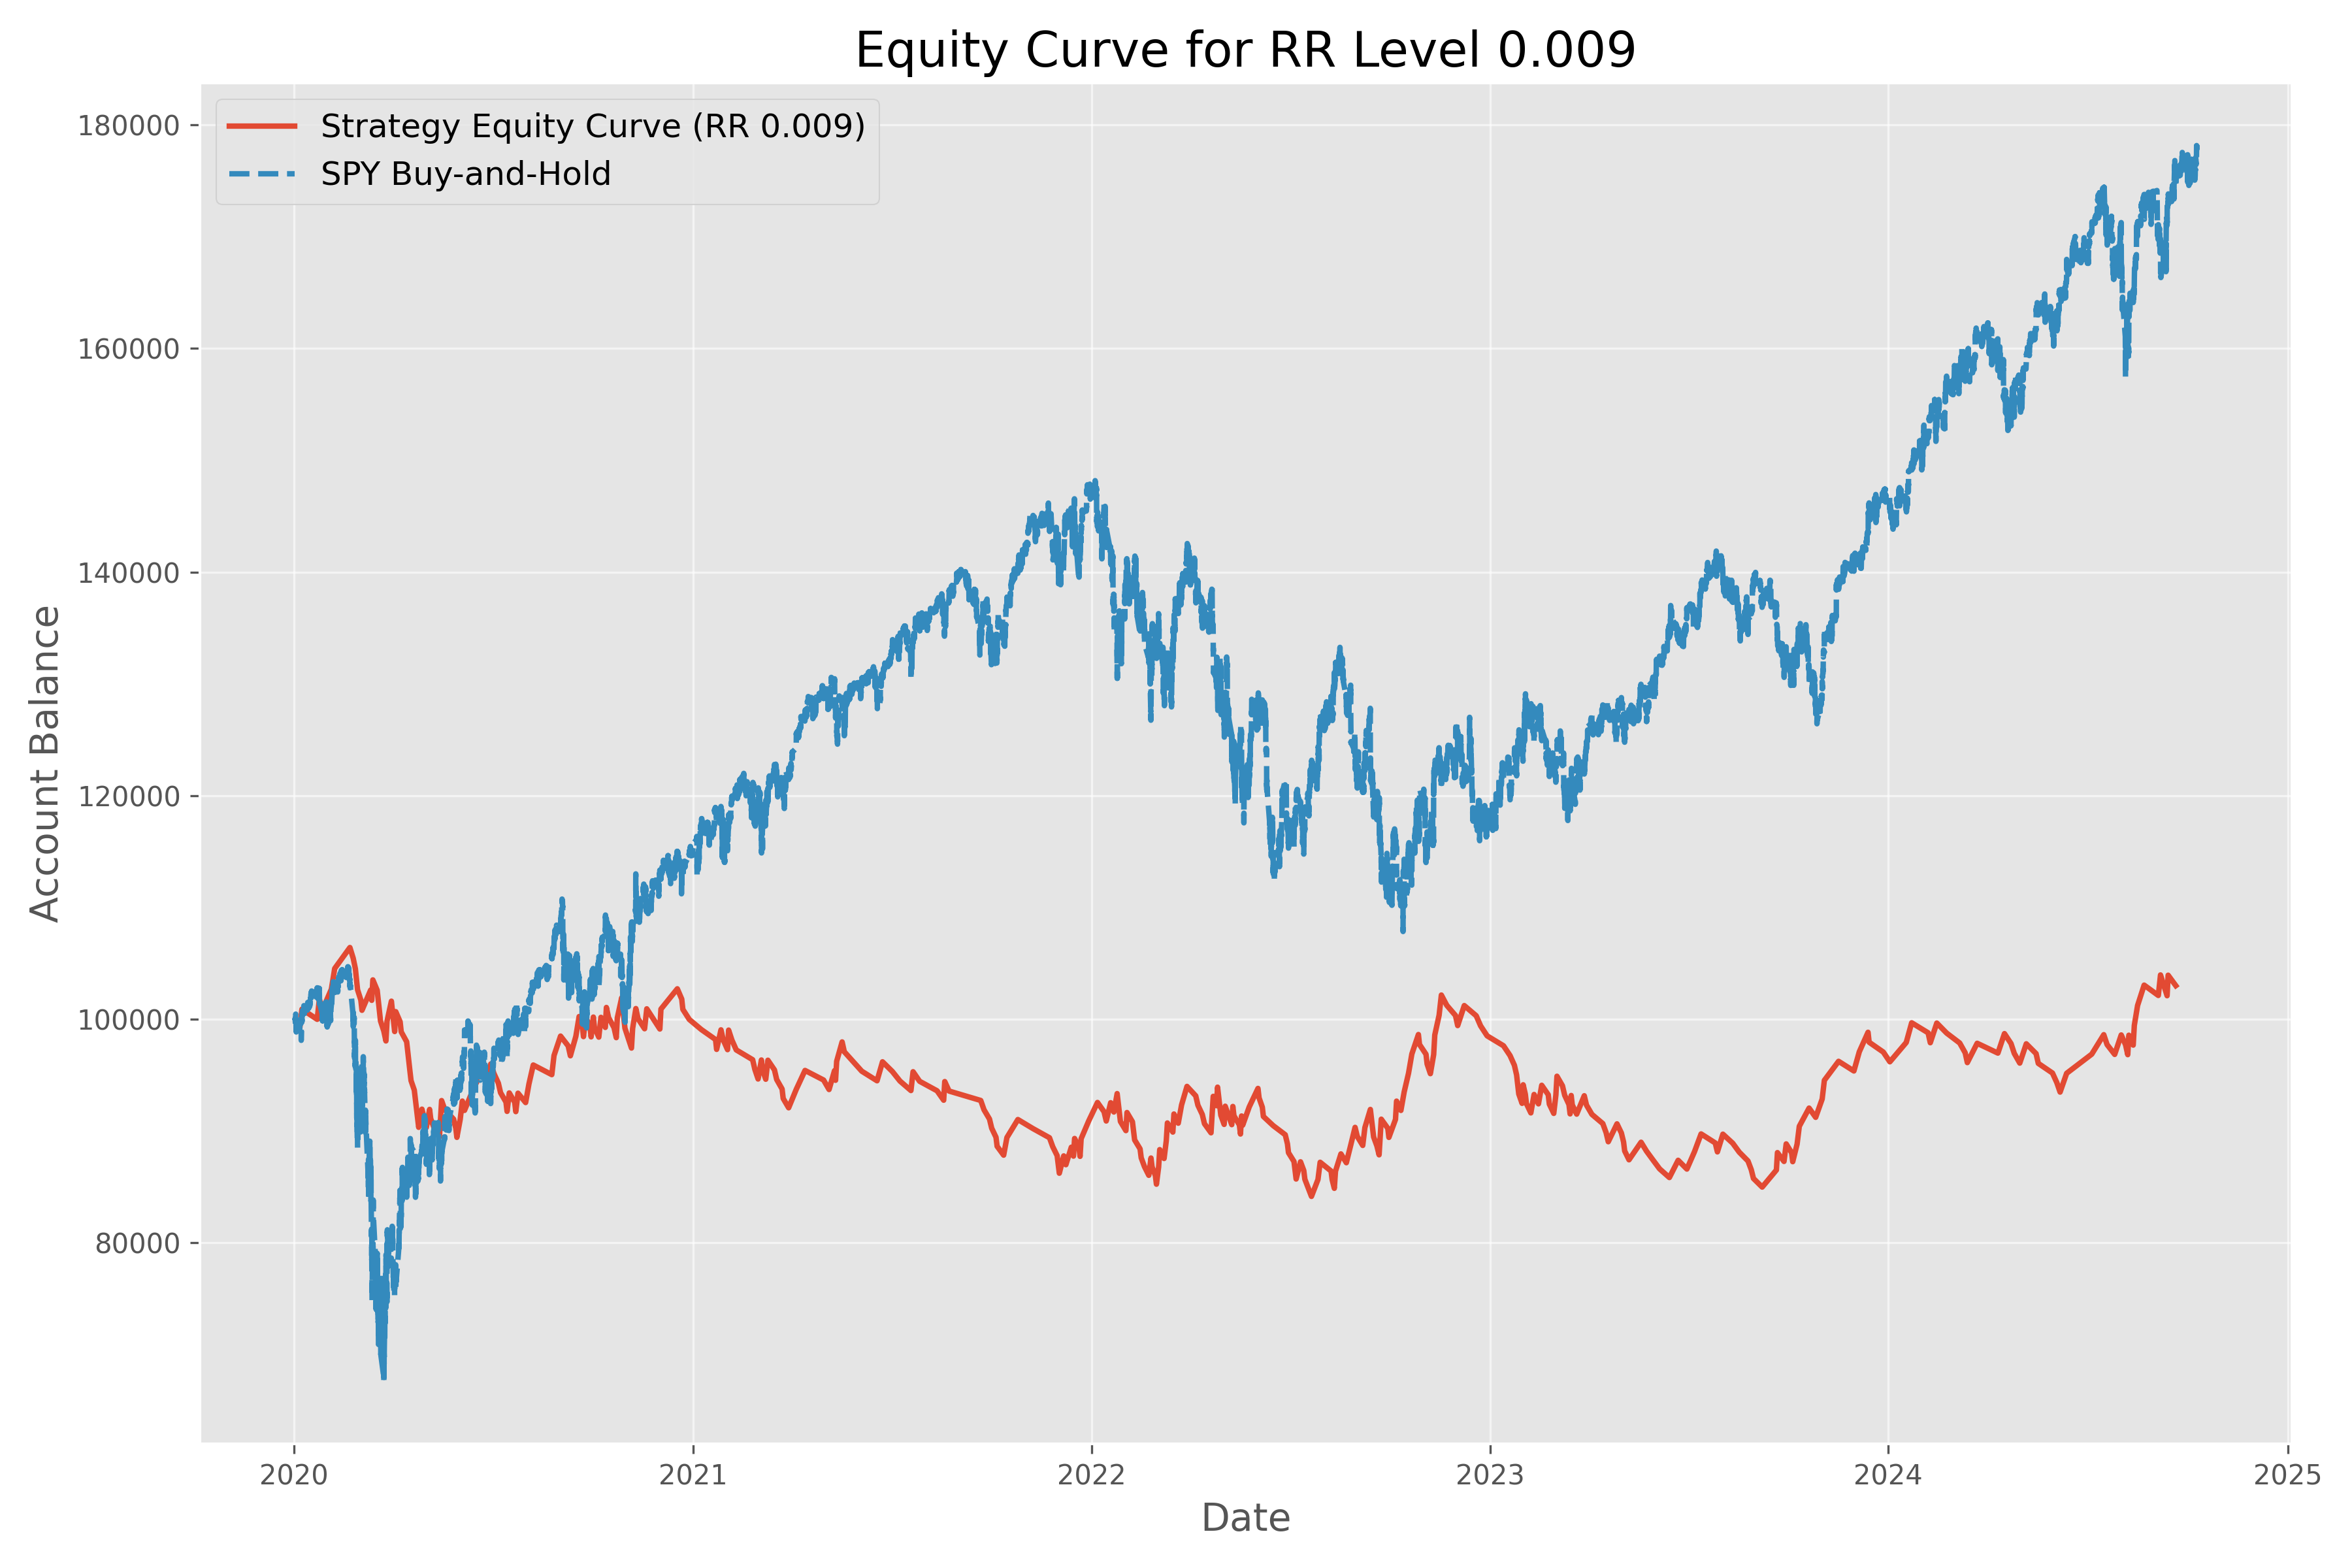 Equity Curve for RR Level 0.009
Strategy Equity Curve (RR 0.009)
SPY Buy-and-Hold
180000
160000
140000
120000
100000
80000
Account Balance
2020
2021
2022
2023
2024
2025
Date